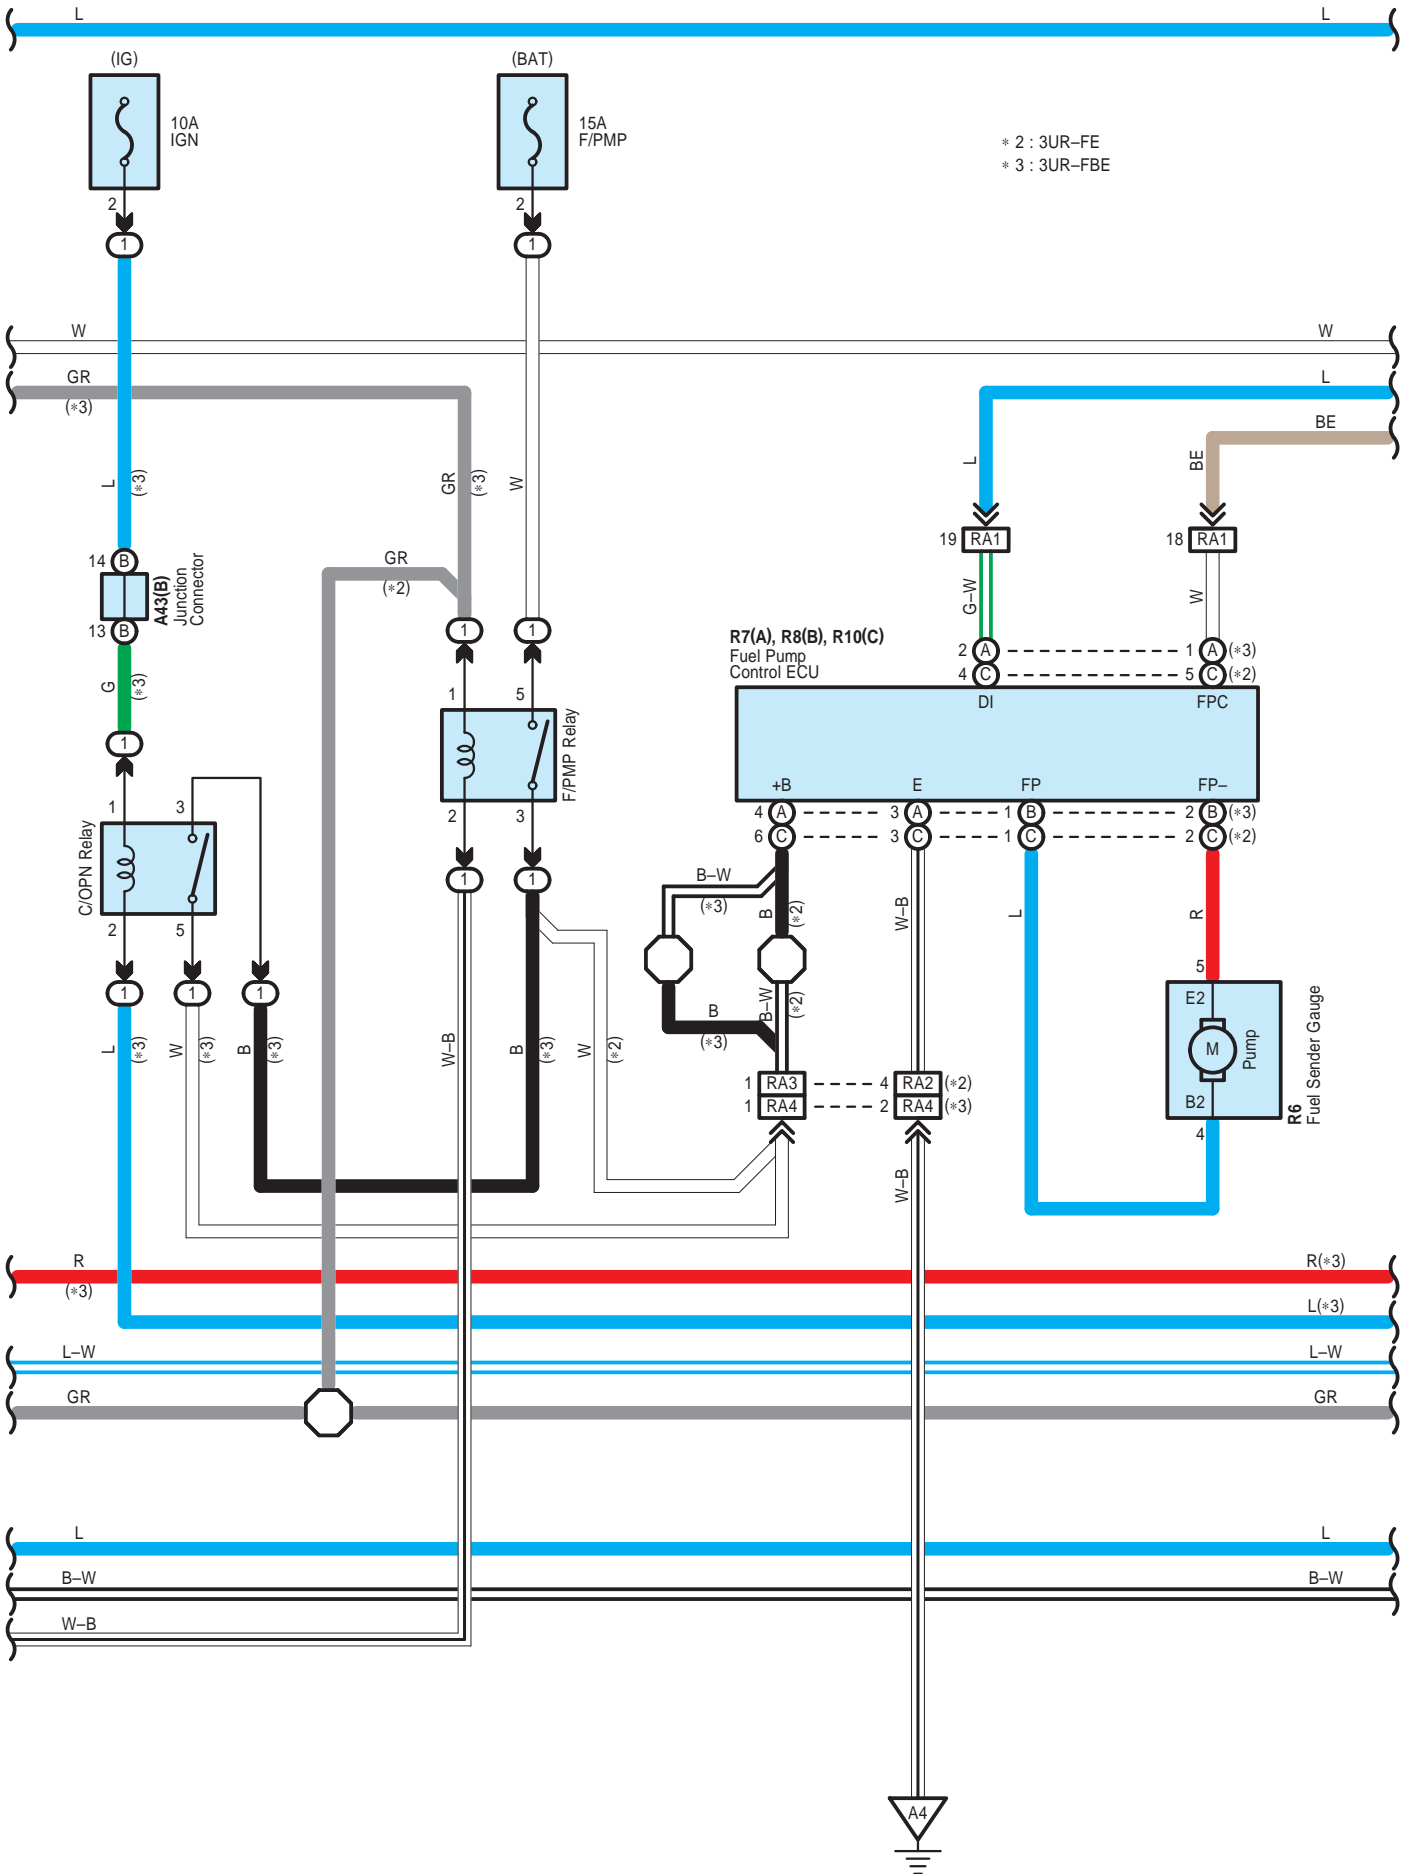 L L
(IG) (BAT)
10A
IGN
15A
F/PMP
* 2 : 3UR–FE
* 3 : 3UR–FBE
2 2
1 1
W W
GR L
(*3)
BE
L (*3)
GR (*3)
W
L
BE
GR
(*2)
14 B
A43(B)
Junction
Connector
13 B
19 RA1
18 RA1
G–W
W
G (*3)
1 1
R7(A), R8(B), R10(C)
Fuel Pump
Control ECU
2 A 1 A (*3)
4 C 5 C (*2)
DI FPC
1 5
F/PMP Relay
2 3
1
1 3
C/OPN Relay
2 5
+B E FP FP–
4 A 3 A 1 B 2 B (*3)
6 C 3 C 1 C 2 C (*2)
1 1
B–W
(*3)
B (*2)
W–B
L
R
1 1 1
B
(*3)
B–W (*2)
5
E2
M
Pump
B2
4
R6
Fuel Sender Gauge
L (*3)
W (*3)
B (*3)
W–B
B (*3)
W (*2)
1 RA3 4 RA2 (*2)
1 RA4 2 RA4 (*3)
W–B
R R(*3)
(*3)
L(*3)
L–W L–W
GR GR
L L
B–W B–W
W–B
A4